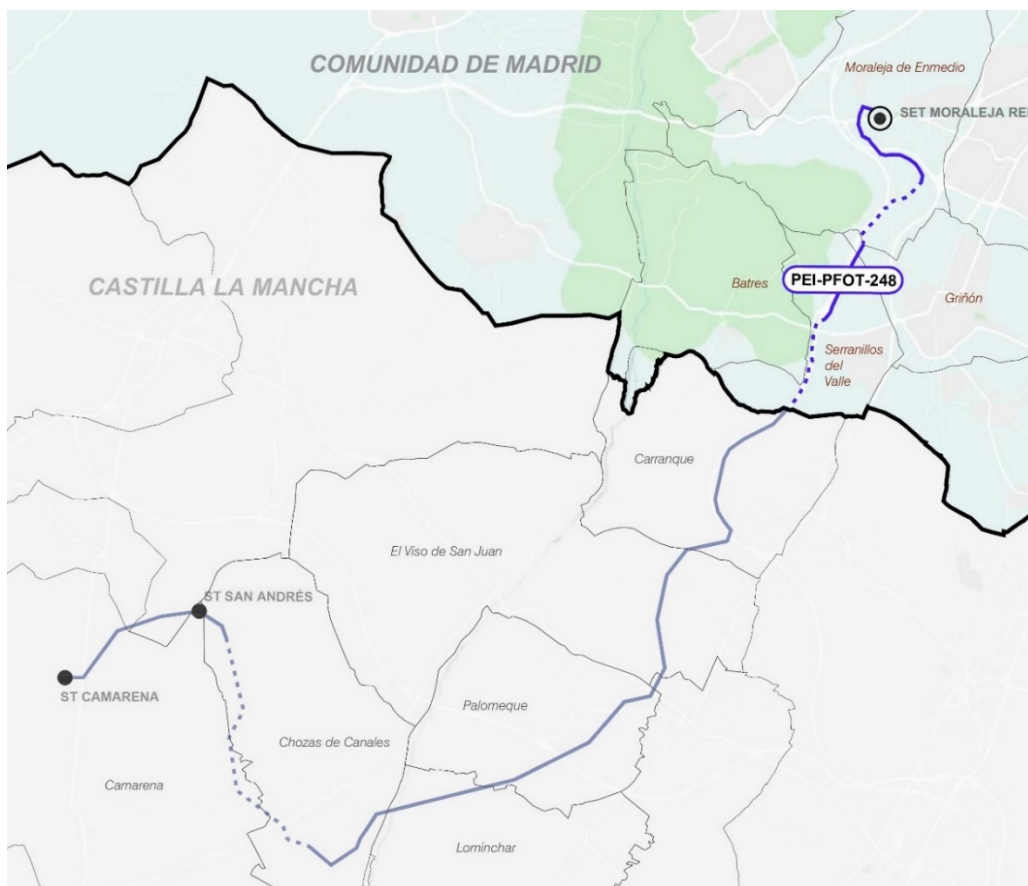 COMUNIDAD DE MADRID
Moraleja de Enmedio
SET MORALEJA
CASTILLA LA MANCHA
Batres
PEI-PFOT-248
Griñón
Serranillos
del
Valle
Carranque
El Viso de San Juan
ST SAN ANDRÉS
ST CAMARENA
Palomeque
Chozas de Canales
Camarena
Lominchar